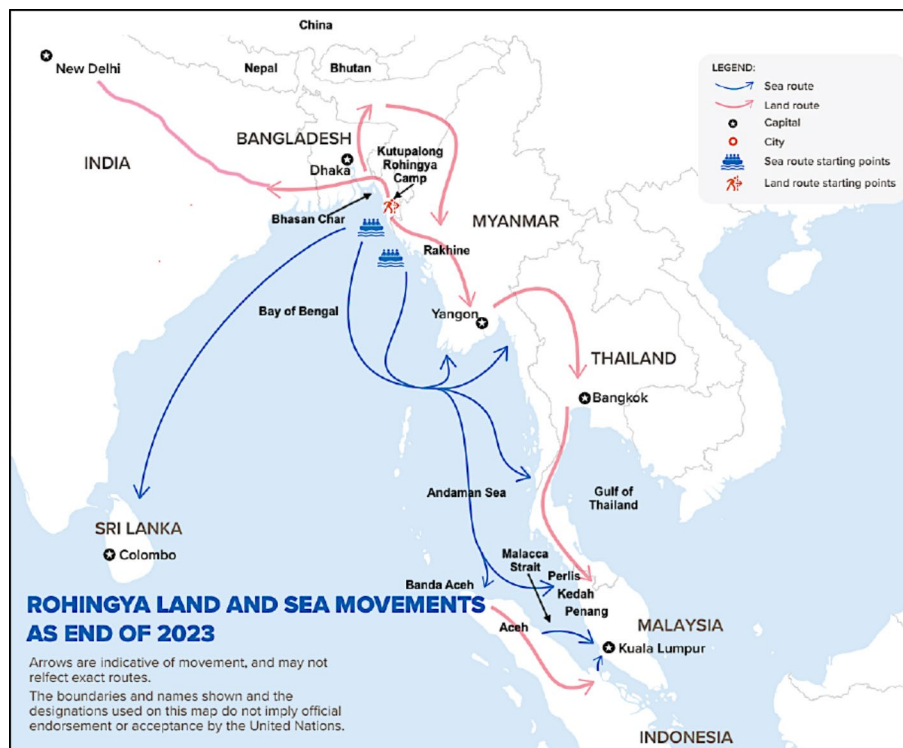 China
New Delhi
Nepal
Bhutan
LEGEND:
Sea route
Land route
Capital
City
Sea route starting points
Land route starting points
BANGLADESH
Dhaka
Kutupalong
Rohingya
Camp
INDIA
Bhasan Char
MYANMAR
Rakhine
Bay of Bengal
Yangon
THAILAND
Bangkok
Andaman Sea
Gulf of
Thailand
SRI LANKA
Colombo
Malacca
Strait
Banda Aceh
Perlis
Kedah
Penang
Aceh
MALAYSIA
Kuala Lumpur
ROHINGYA LAND AND SEA MOVEMENTS
AS END OF 2023
Arrows are indicative of movement, and may not
relfect exact routes.
The boundaries and names shown and the
designations used on this map do not imply official
endorsement or acceptance by the United Nations.
INDONESIA